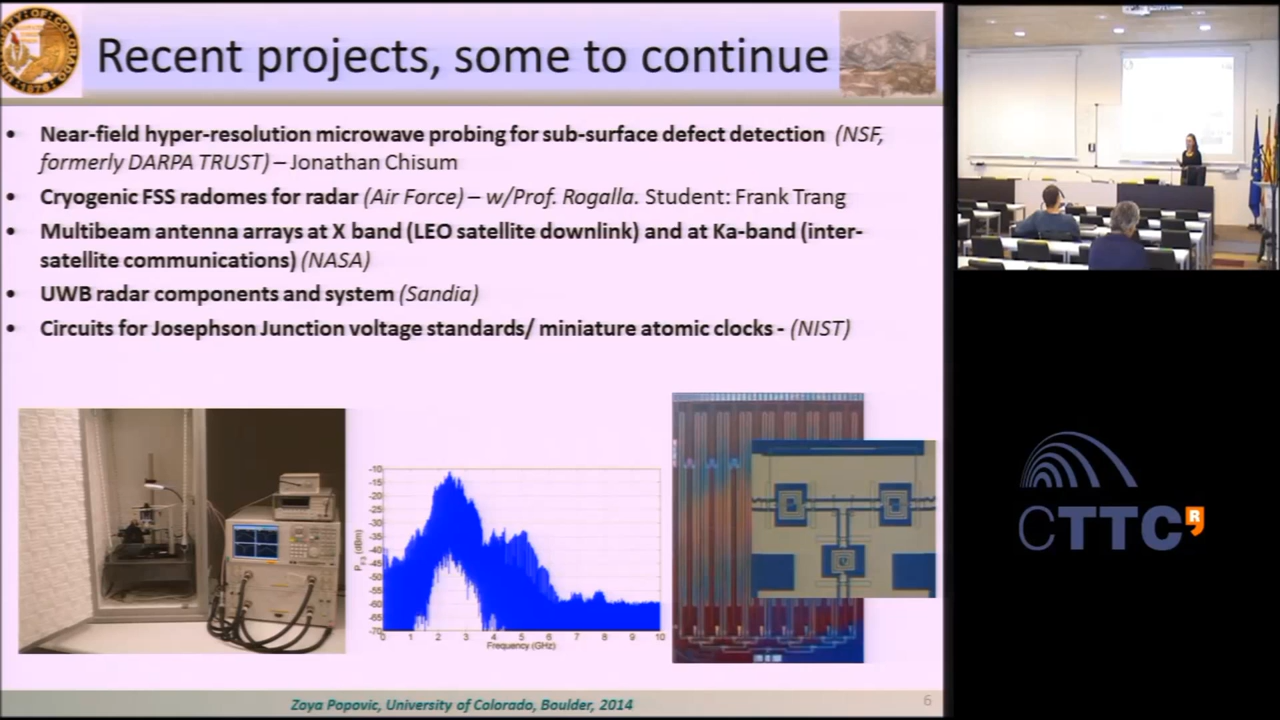 Recent projects, some to continue
• Near-field hyper-resolution microwave probing for sub-surface defect detection (NSF,
formerly DARPA TRUST) – Jonathan Chisum
• Cryogenic FSS radomes for radar (Air Force) – w/Prof. Rogalla. Student: Frank Trang
• Multibeam antenna arrays at X band (LEO satellite downlink) and at Ka-band (inter-
satellite communications) (NASA)
• UWB radar components and system (Sandia)
• Circuits for Josephson Junction voltage standards/ miniature atomic clocks - (NIST)
-10
-20
-25
-30
-35
-40
-45
-50
-55
-60
-65
-70
(dBm)
0 1 2 3 4 5 6 7 8 9 10
Frequency (GHz)
Zoya Popovic, University of Colorado, Boulder, 2014
6
CTTC R